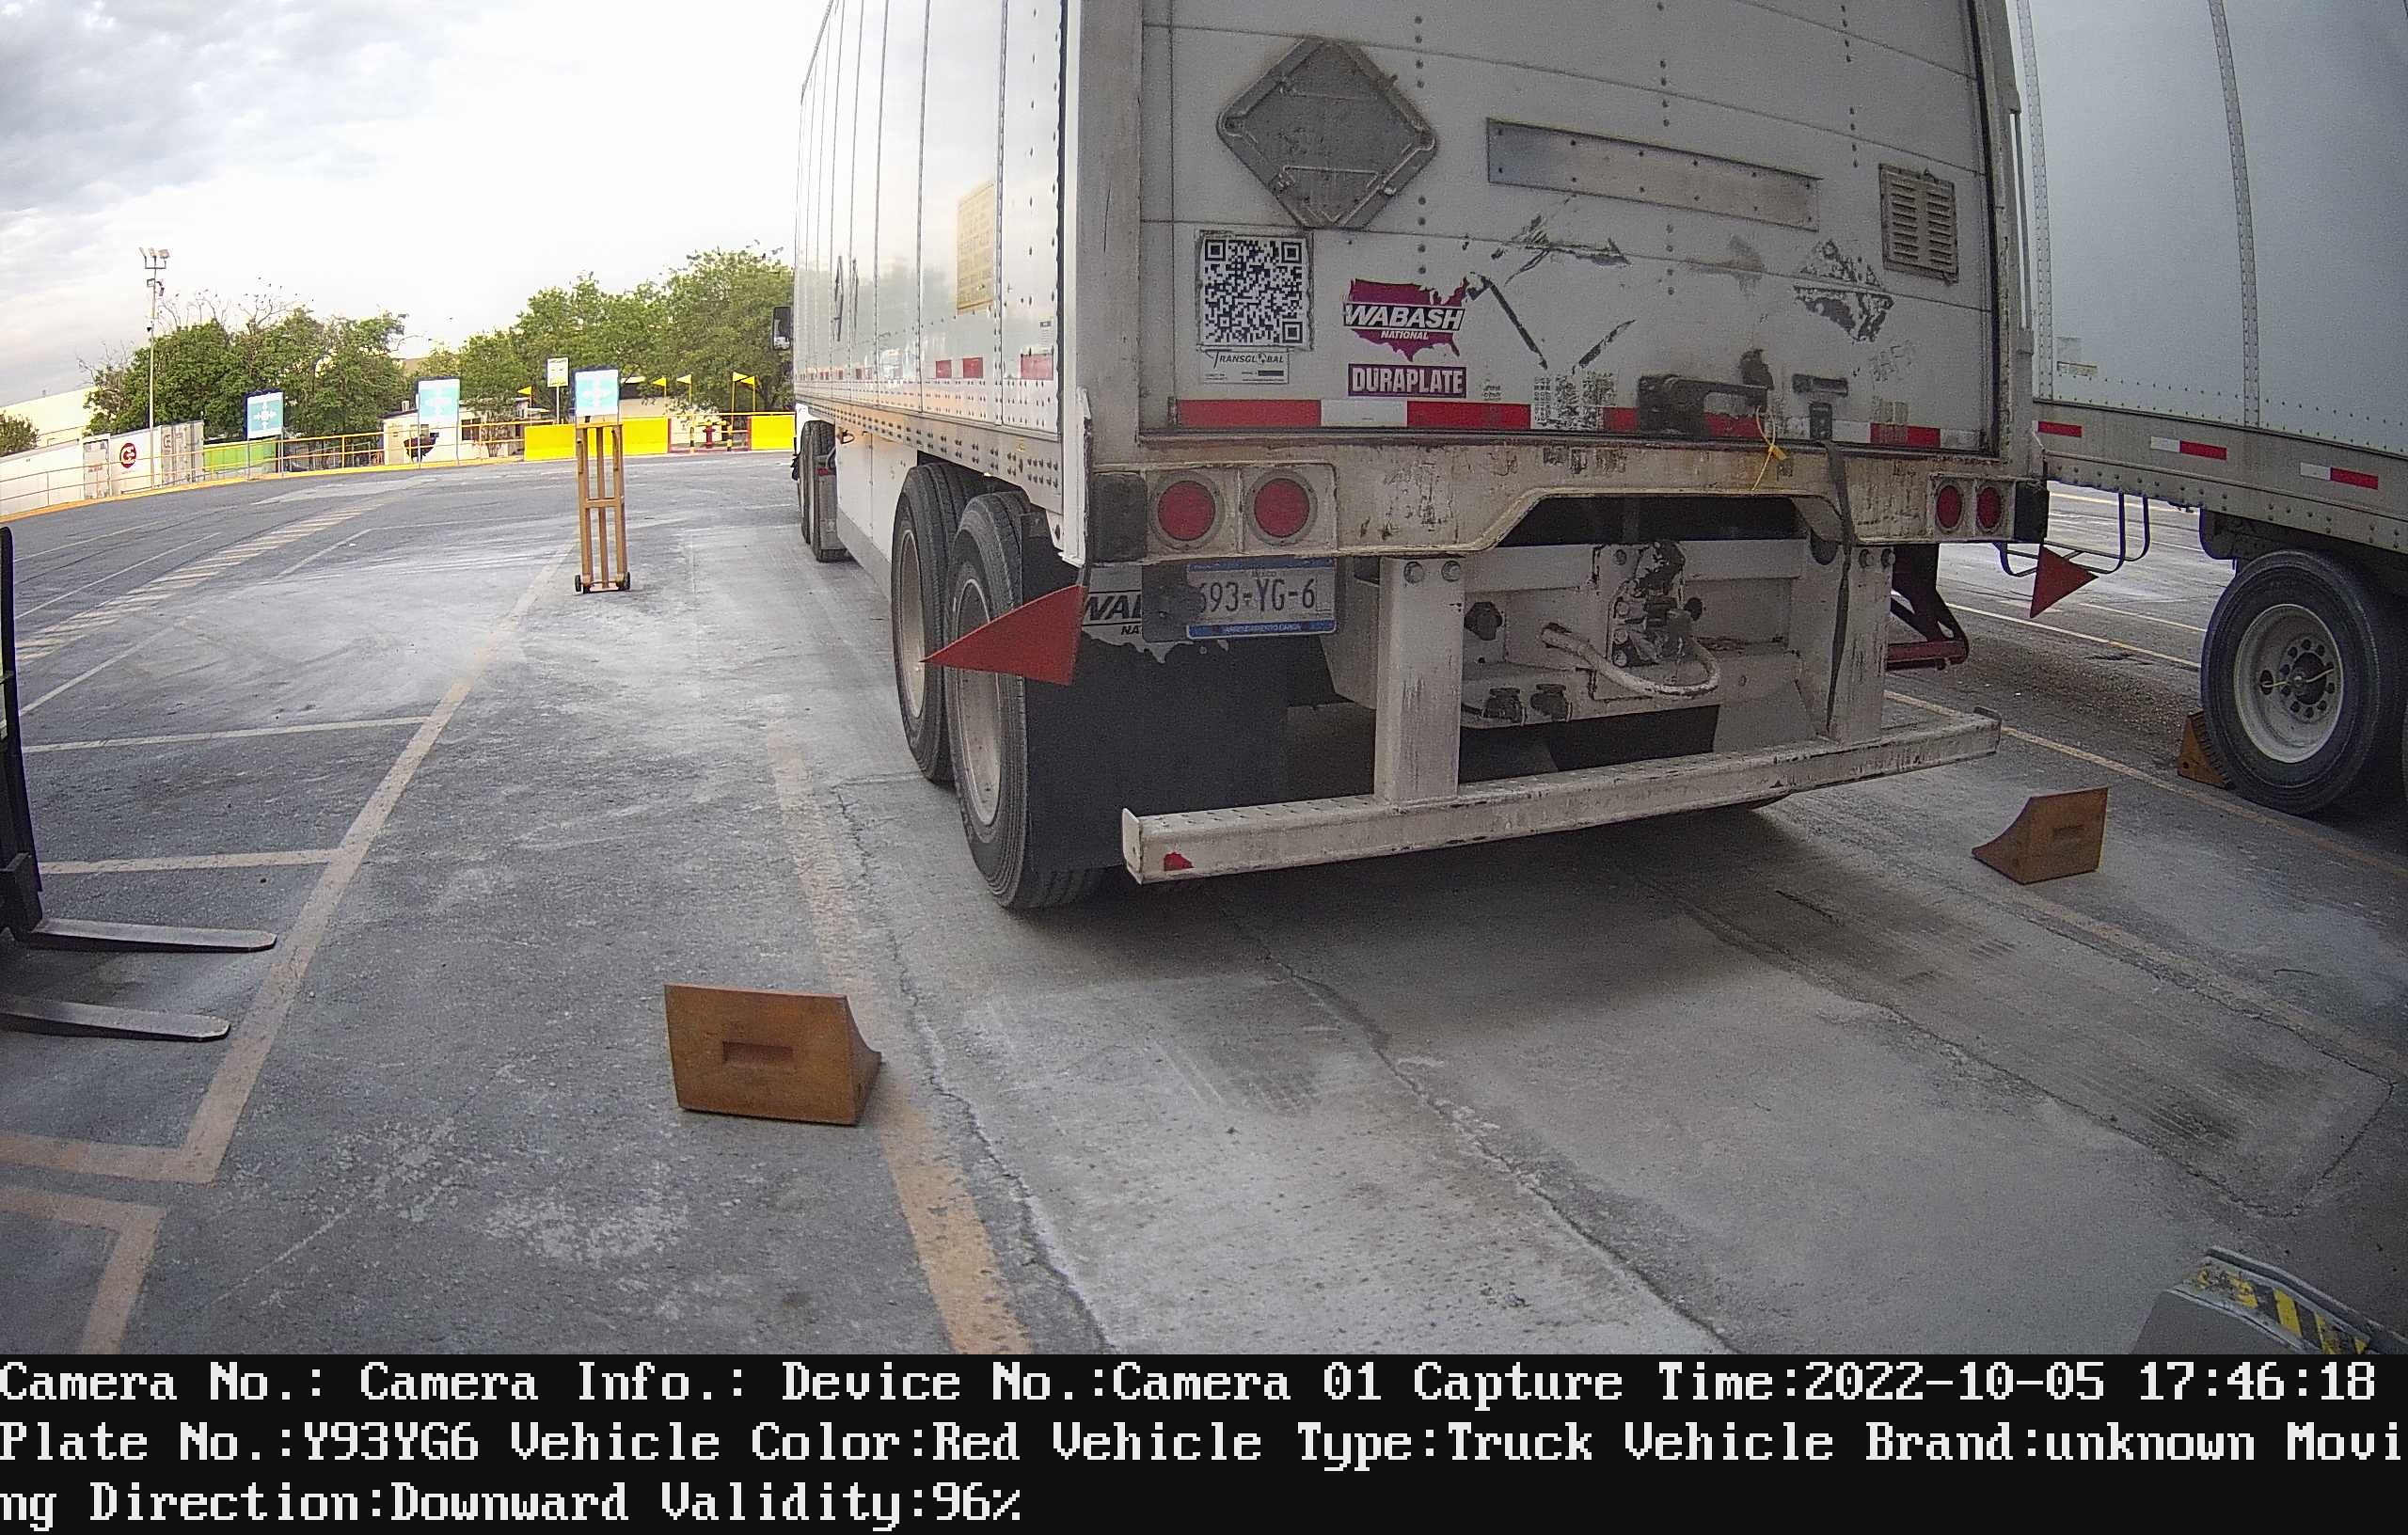 WABASH
NATIONAL
TRANSGLOBAL
DURAPLATE
693-YG-6
Camera No.: Camera Info.: Device No.:Camera 01 Capture Time:2022-10-05 17:46:18
Plate No.:Y93YG6 Vehicle Color:Red Vehicle Type:Truck Vehicle Brand:unknown Movi
ng Direction:Downward Validity:96%